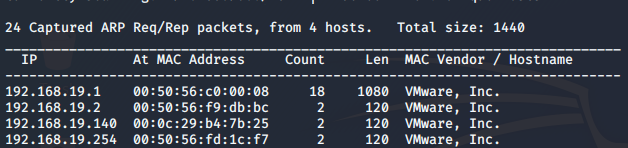 24 Captured ARP Req/Rep packets, from 4 hosts.   Total size: 1440
_____________________________________________________________________________
  IP            At MAC Address     Count     Len  MAC Vendor / Hostname
-----------------------------------------------------------------------------
192.168.19.1    00:50:56:c0:00:08     18    1080  VMware, Inc.
192.168.19.2    00:50:56:f9:db:bc      2     120  VMware, Inc.
192.168.19.140  00:0c:29:b4:7b:25      2     120  VMware, Inc.
192.168.19.254  00:50:56:fd:1c:f7      2     120  VMware, Inc.